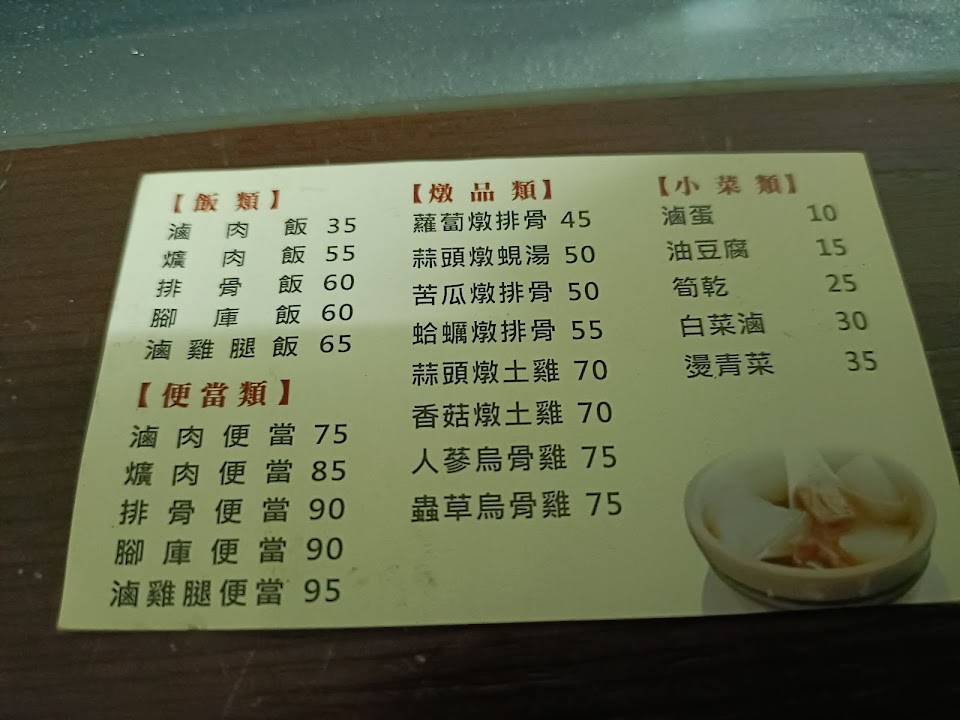 【飯類】
滷肉飯 35
爌肉飯 55
排骨飯 60
腳庫飯 60
滷雞腿飯 65
【便當類】
滷肉便當 75
爌肉便當 85
排骨便當 90
腳庫便當 90
滷雞腿便當 95
【燉品類】
蘿蔔燉排骨 45
蒜頭燉蜆湯 50
苦瓜燉排骨 50
蛤蠣燉排骨 55
蒜頭燉土雞 70
香菇燉土雞 70
人蔘烏骨雞 75
蟲草烏骨雞 75
【小菜類】
滷蛋 10
油豆腐 15
筍乾 25
白菜滷 30
燙青菜 35